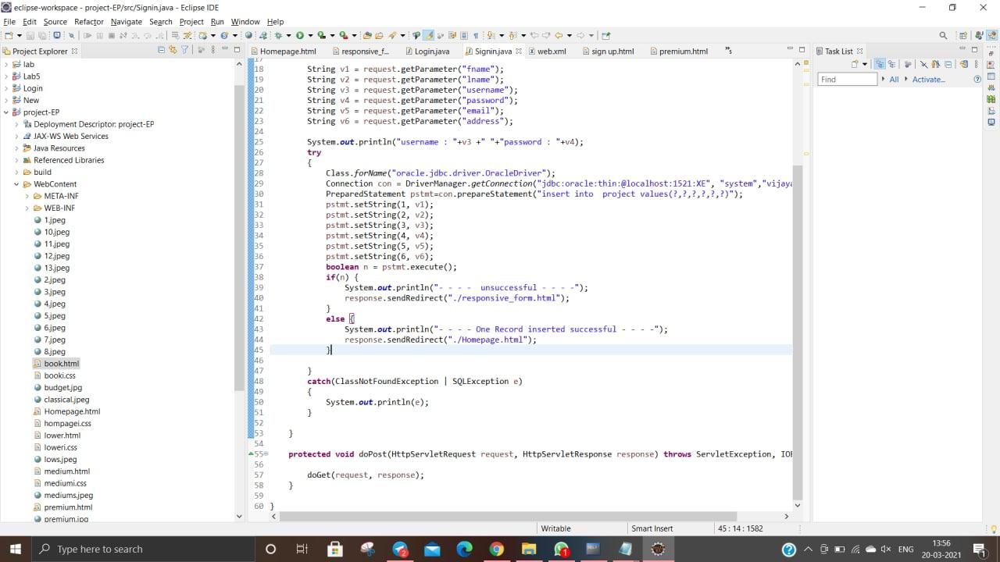 eclipse-workspace - project-EP/src/Signin.java - Eclipse IDE
File Edit Source Refactor Navigate Search Project Run Window Help
Project Explorer
Homepage.html responsive_f... Login.java Signin.java web.xml sign up.html premium.html »5
Task List
Find All Activate...
lab
Lab5
Login
New
project-EP
Deployment Descriptor: project-EP
JAX-WS Web Services
Java Resources
Referenced Libraries
build
WebContent
META-INF
WEB-INF
1.jpeg
10.jpeg
11.jpeg
12.jpeg
13.jpeg
2.jpeg
3.jpeg
4.jpeg
5.jpeg
6.jpeg
7.jpeg
8.jpeg
book.html
booki.css
budget.jpg
classical.jpeg
Homepage.html
hompagei.css
lower.html
loweri.css
lows.jpeg
medium.html
mediumi.css
mediums.jpeg
premium.html
premium.jpg
17
18 String v1 = request.getParameter("fname");
19 String v2 = request.getParameter("lname");
20 String v3 = request.getParameter("username");
21 String v4 = request.getParameter("password");
22 String v5 = request.getParameter("email");
23 String v6 = request.getParameter("address");
24
25 System.out.println("username : "+v3 +" "+"password : "+v4);
26 try
27 {
28 Class.forName("oracle.jdbc.driver.OracleDriver");
29 Connection con = DriverManager.getConnection("jdbc:oracle:thin:@localhost:1521:XE", "system","vijaya
30 PreparedStatement pstmt=con.prepareStatement("insert into  project values(?,?,?,?,?,?)");
31 pstmt.setString(1, v1);
32 pstmt.setString(2, v2);
33 pstmt.setString(3, v3);
34 pstmt.setString(4, v4);
35 pstmt.setString(5, v5);
36 pstmt.setString(6, v6);
37 boolean n = pstmt.execute();
38 if(n) {
39 System.out.println("- - - -  unsuccessful - - - -");
40 response.sendRedirect("./responsive_form.html");
41 }
42 else {
43 System.out.println("- - - - One Record inserted successful - - - -");
44 response.sendRedirect("./Homepage.html");
45 }
46
47 }
48 catch(ClassNotFoundException | SQLException e)
49 {
50 System.out.println(e);
51 }
52
53 }
54
55 protected void doPost(HttpServletRequest request, HttpServletResponse response) throws ServletException, IOE
56
57 doGet(request, response);
58 }
59
60 }
Writable Smart Insert 45 : 14 : 1582
Type here to search
2 1 ENG 13:56
20-03-2021 1